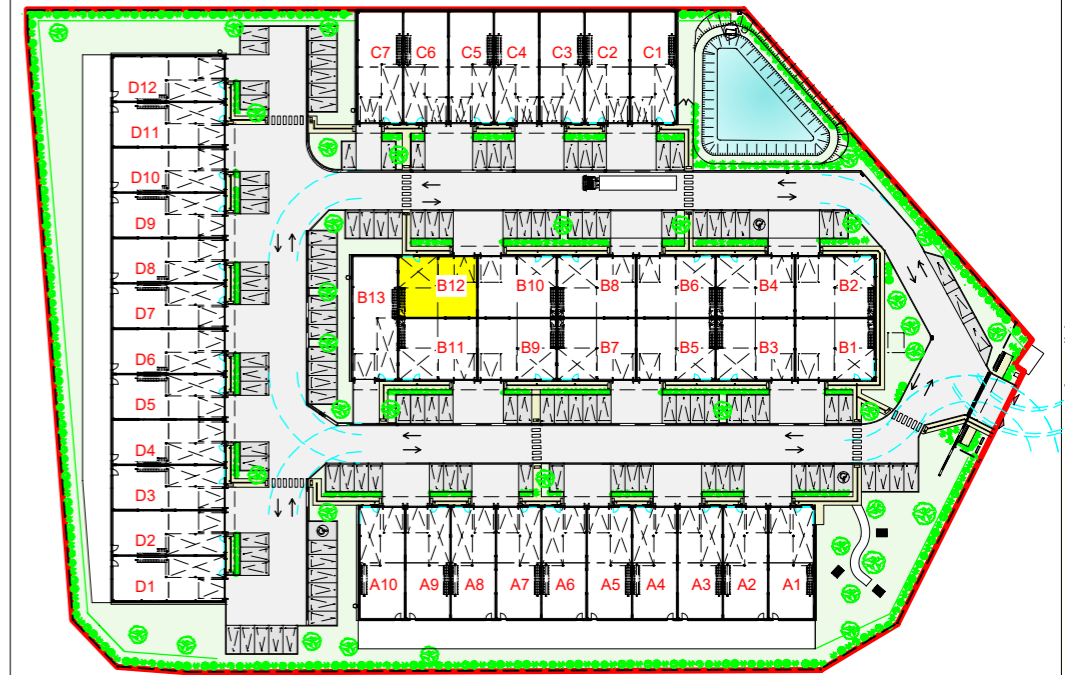 C7 C6 C5 C4 C3 C2 C1
D12
D11
D10
D9
D8
D7
D6
D5
D4
D3
D2
D1
B13 B12 B10 B8 B6 B4 B2
B11 B9 B7 B5 B3 B1
A10 A9 A8 A7 A6 A5 A4 A3 A2 A1